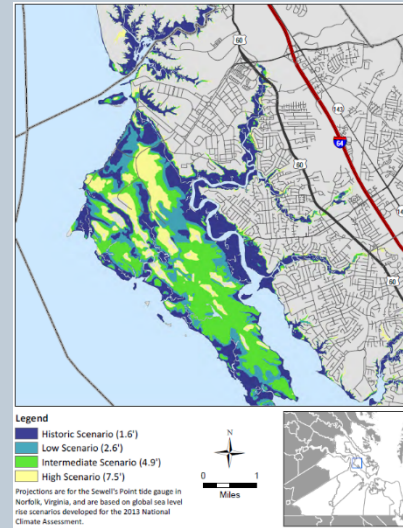 60
143
64
60
143
60
Legend
Historic Scenario (1.6')
Low Scenario (2.6')
Intermediate Scenario (4.9')
High Scenario (7.5')
Projections are for the Sewell's Point tide gauge in
Norfolk, Virginia, and are based on global sea level
rise scenarios developed for the 2013 National
Climate Assessment.
N
0 1
Miles